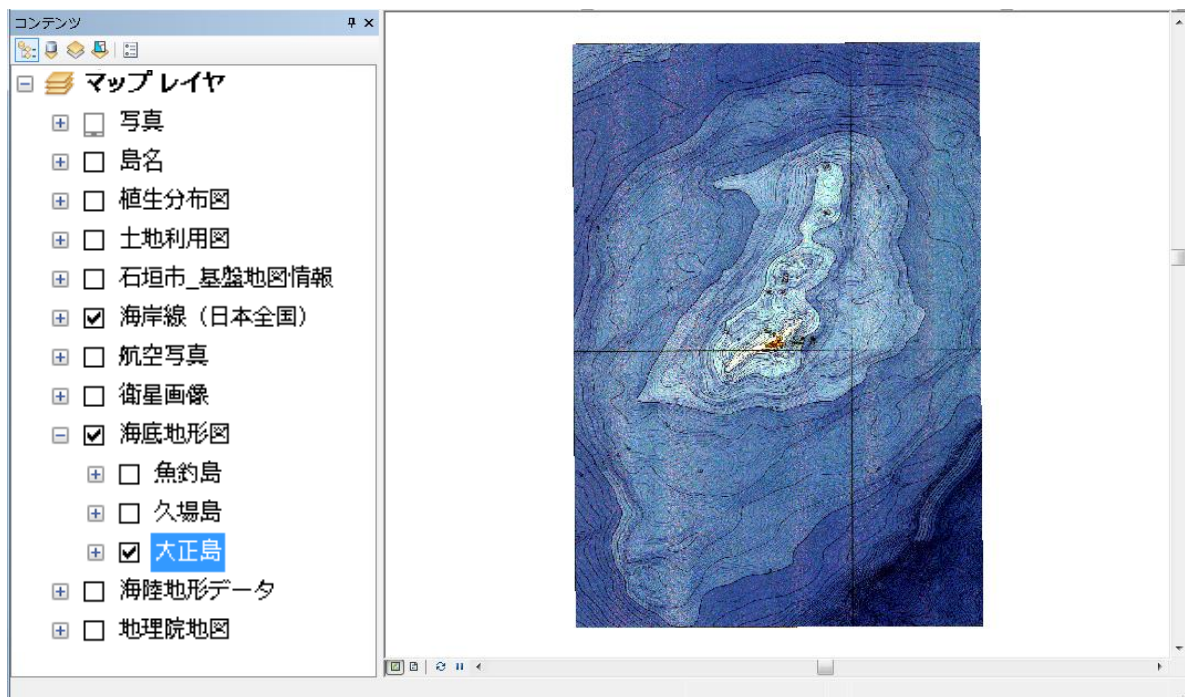 コンテンツ
マップ レイヤ
写真
島名
植生分布図
土地利用図
石垣市_基盤地図情報
海岸線（日本全国）
航空写真
衛星画像
海底地形図
魚釣島
久場島
大正島
海陸地形データ
地理院地図